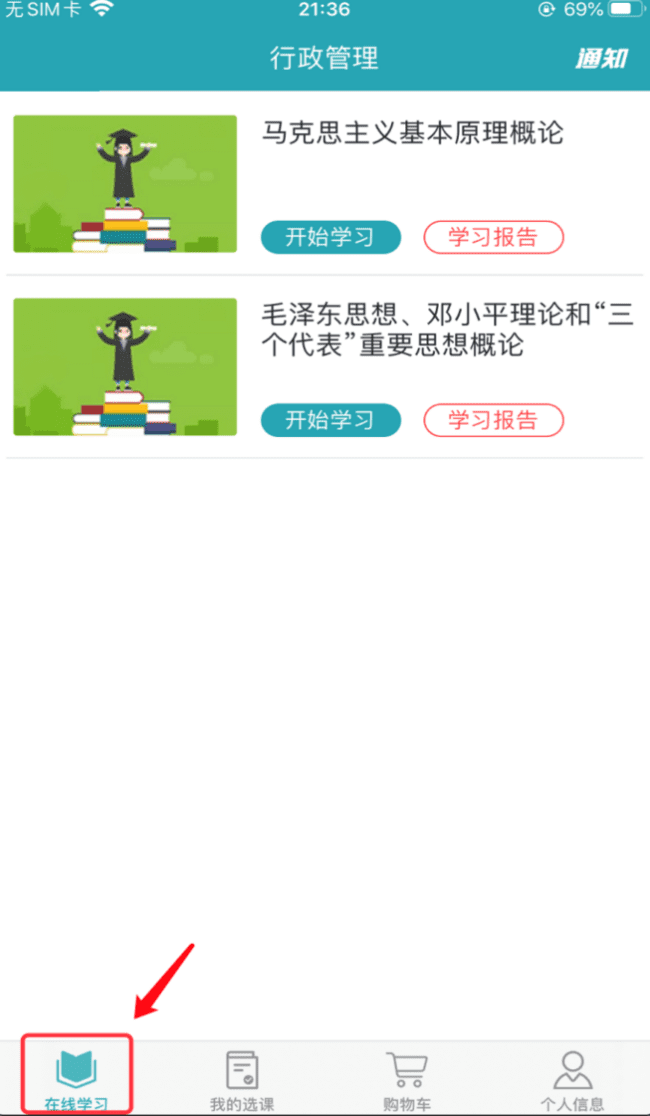 无SIM卡 21:36 69%
行政管理 通知
马克思主义基本原理概论
开始学习 学习报告
毛泽东思想、邓小平理论和“三
个代表”重要思想概论
开始学习 学习报告
在线学习 我的选课 购物车 个人信息